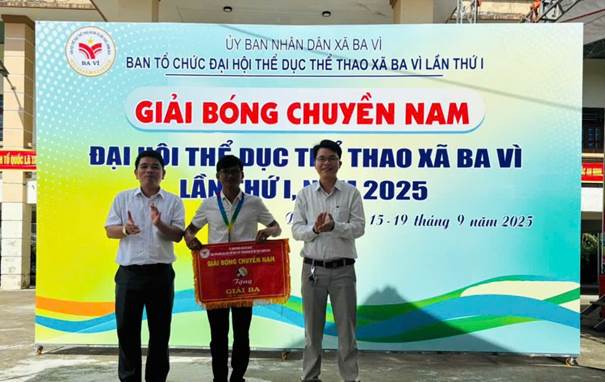 ỦY BAN NHÂN DÂN XÃ BA VÌ
BAN TỔ CHỨC ĐẠI HỘI THỂ DỤC THỂ THAO XÃ BA VÌ LẦN THỨ I
BA VÌ
GIẢI BÓNG CHUYỀN NAM
ĐẠI HỘI THỂ DỤC THỂ THAO XÃ BA VÌ
LẦN THỨ I, NĂM 2025
15-19 tháng 9 năm 2025
GIẢI BÓNG CHUYỀN NAM
Tặng
GIẢI BA